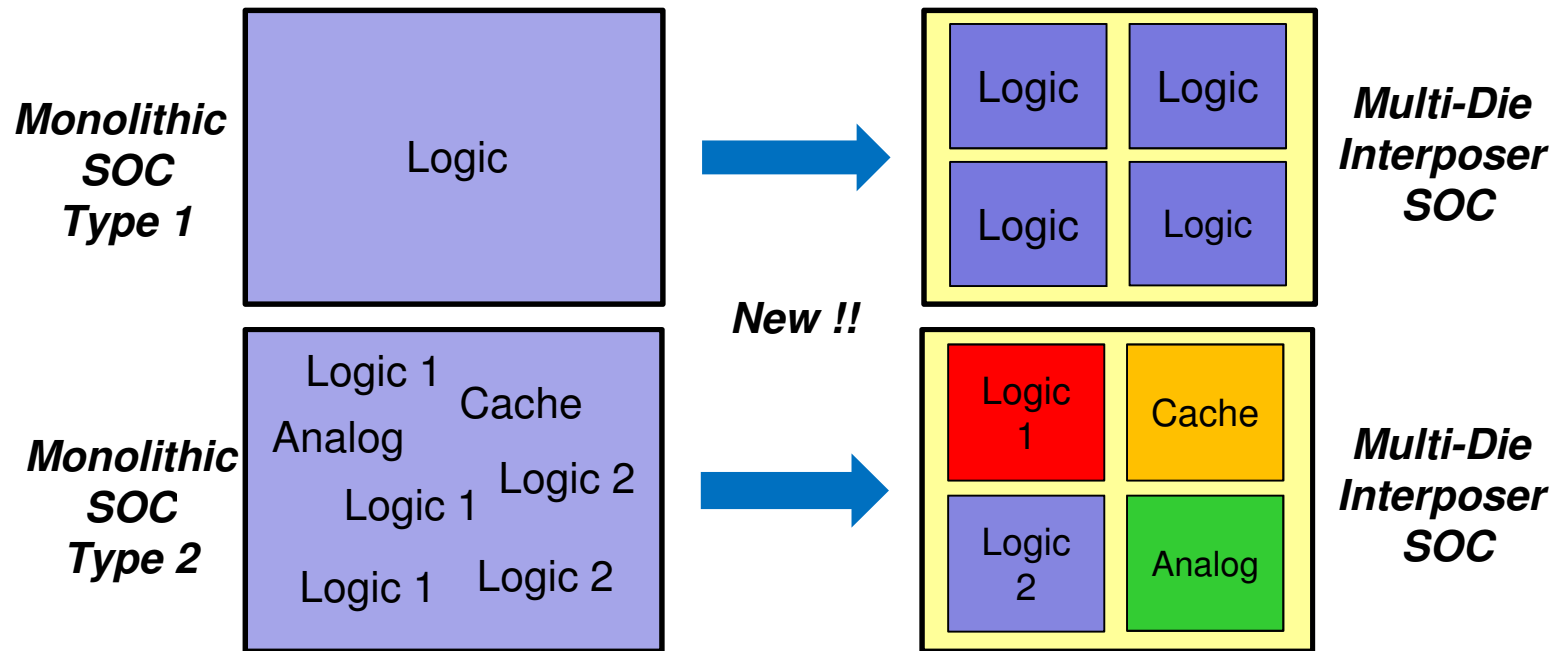 Monolithic
SOC
Type 1
Logic
Logic
Logic
Logic
Logic
Multi-Die
Interposer
SOC
New !!
Monolithic
SOC
Type 2
Logic 1
Cache
Analog
Logic 2
Logic 1
Logic 2
Logic 1
Logic
1
Cache
Logic
2
Analog
Multi-Die
Interposer
SOC